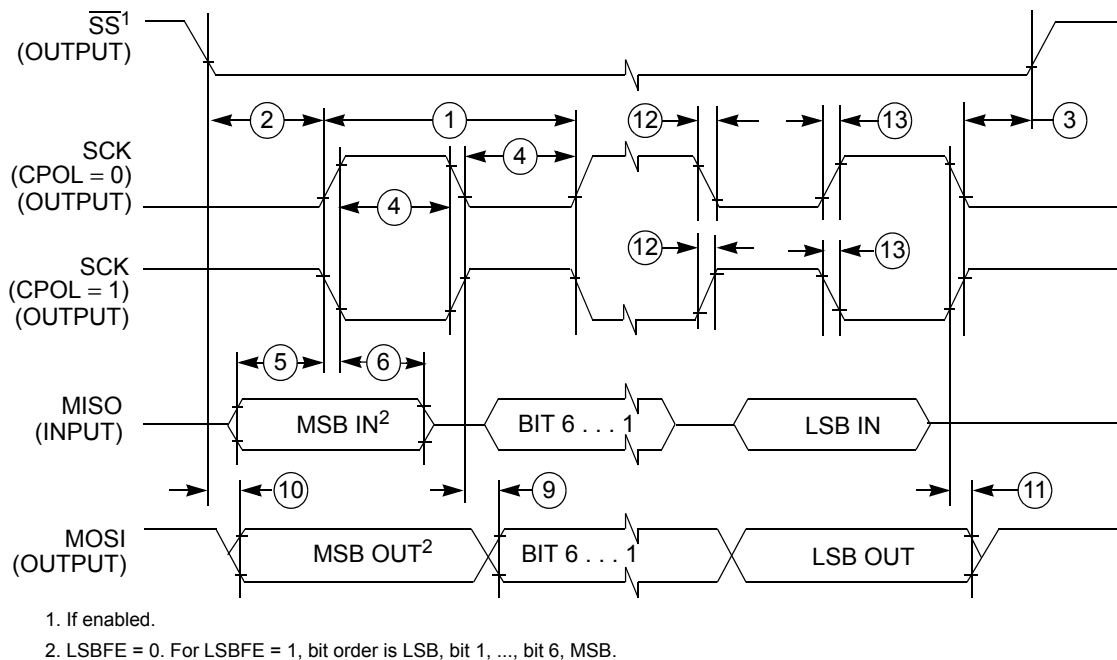 SS1
(OUTPUT)
2
1
12
13
3
SCK
(CPOL = 0)
(OUTPUT)
4
4
SCK
(CPOL = 1)
(OUTPUT)
12
13
5
6
MISO
(INPUT)
MSB IN2
BIT 6 . . . 1
LSB IN
10
9
11
MOSI
(OUTPUT)
MSB OUT2
BIT 6 . . . 1
LSB OUT
1. If enabled.
2. LSBFE = 0. For LSBFE = 1, bit order is LSB, bit 1, ..., bit 6, MSB.